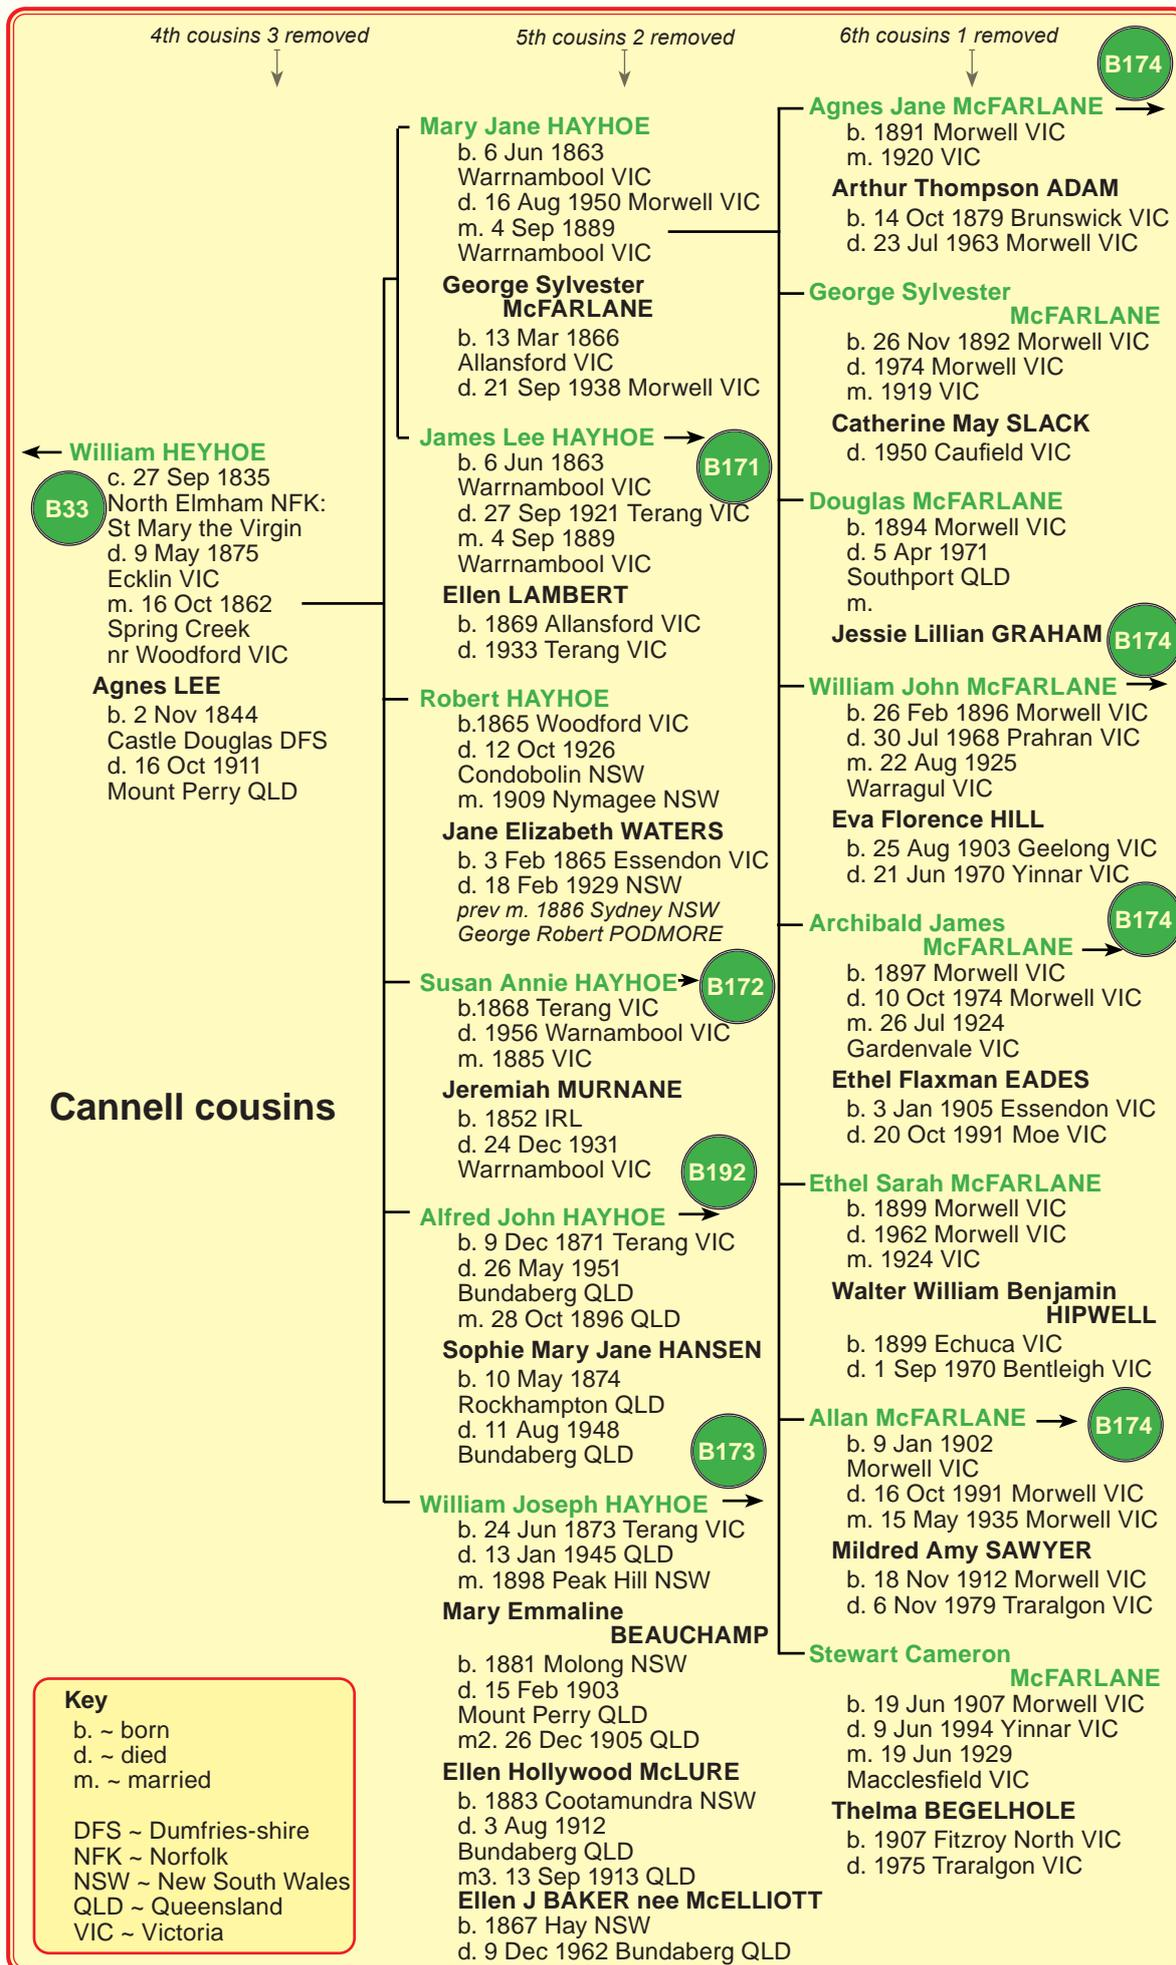 4th cousins 3 removed
5th cousins 2 removed
6th cousins 1 removed
William HEYHOE
B33
c. 27 Sep 1835
North Elmham NFK:
St Mary the Virgin
d. 9 May 1875
Ecklin VIC
m. 16 Oct 1862
Spring Creek
nr Woodford VIC
Agnes LEE
b. 2 Nov 1844
Castle Douglas DFS
d. 16 Oct 1911
Mount Perry QLD
Cannell cousins
Key
b. ~ born
d. ~ died
m. ~ married
DFS ~ Dumfries-shire
NFK ~ Norfolk
NSW ~ New South Wales
QLD ~ Queensland
VIC ~ Victoria
Mary Jane HAYHOE
b. 6 Jun 1863
Warrnambool VIC
d. 16 Aug 1950 Morwell VIC
m. 4 Sep 1889
Warrnambool VIC
George Sylvester
McFARLANE
b. 13 Mar 1866
Allansford VIC
d. 21 Sep 1938 Morwell VIC
James Lee HAYHOE
B171
b. 6 Jun 1863
Warrnambool VIC
d. 27 Sep 1921 Terang VIC
m. 4 Sep 1889
Warrnambool VIC
Ellen LAMBERT
b. 1869 Allansford VIC
d. 1933 Terang VIC
Robert HAYHOE
b.1865 Woodford VIC
d. 12 Oct 1926
Condobolin NSW
m. 1909 Nymagee NSW
Jane Elizabeth WATERS
b. 3 Feb 1865 Essendon VIC
d. 18 Feb 1929 NSW
prev m. 1886 Sydney NSW
George Robert PODMORE
Susan Annie HAYHOE
B172
b.1868 Terang VIC
d. 1956 Warnambool VIC
m. 1885 VIC
Jeremiah MURNANE
b. 1852 IRL
d. 24 Dec 1931
Warrnambool VIC
B192
Alfred John HAYHOE
b. 9 Dec 1871 Terang VIC
d. 26 May 1951
Bundaberg QLD
m. 28 Oct 1896 QLD
Sophie Mary Jane HANSEN
b. 10 May 1874
Rockhampton QLD
d. 11 Aug 1948
Bundaberg QLD
B173
William Joseph HAYHOE
b. 24 Jun 1873 Terang VIC
d. 13 Jan 1945 QLD
m. 1898 Peak Hill NSW
Mary Emmaline
BEAUCHAMP
b. 1881 Molong NSW
d. 15 Feb 1903
Mount Perry QLD
m2. 26 Dec 1905 QLD
Ellen Hollywood McLURE
b. 1883 Cootamundra NSW
d. 3 Aug 1912
Bundaberg QLD
m3. 13 Sep 1913 QLD
Ellen J BAKER nee McELLIOTT
b. 1867 Hay NSW
d. 9 Dec 1962 Bundaberg QLD
B174
Agnes Jane McFARLANE
b. 1891 Morwell VIC
m. 1920 VIC
Arthur Thompson ADAM
b. 14 Oct 1879 Brunswick VIC
d. 23 Jul 1963 Morwell VIC
George Sylvester
McFARLANE
b. 26 Nov 1892 Morwell VIC
d. 1974 Morwell VIC
m. 1919 VIC
Catherine May SLACK
d. 1950 Caufield VIC
Douglas McFARLANE
b. 1894 Morwell VIC
d. 5 Apr 1971
Southport QLD
m.
Jessie Lillian GRAHAM
B174
William John McFARLANE
b. 26 Feb 1896 Morwell VIC
d. 30 Jul 1968 Prahran VIC
m. 22 Aug 1925
Warragul VIC
Eva Florence HILL
b. 25 Aug 1903 Geelong VIC
d. 21 Jun 1970 Yinnar VIC
B174
Archibald James
McFARLANE
b. 1897 Morwell VIC
d. 10 Oct 1974 Morwell VIC
m. 26 Jul 1924
Gardenvale VIC
Ethel Flaxman EADES
b. 3 Jan 1905 Essendon VIC
d. 20 Oct 1991 Moe VIC
Ethel Sarah McFARLANE
b. 1899 Morwell VIC
d. 1962 Morwell VIC
m. 1924 VIC
Walter William Benjamin
HIPWELL
b. 1899 Echuca VIC
d. 1 Sep 1970 Bentleigh VIC
Allan McFARLANE
B174
b. 9 Jan 1902
Morwell VIC
d. 16 Oct 1991 Morwell VIC
m. 15 May 1935 Morwell VIC
Mildred Amy SAWYER
b. 18 Nov 1912 Morwell VIC
d. 6 Nov 1979 Traralgon VIC
Stewart Cameron
McFARLANE
b. 19 Jun 1907 Morwell VIC
d. 9 Jun 1994 Yinnar VIC
m. 19 Jun 1929
Macclesfield VIC
Thelma BEGELHOLE
b. 1907 Fitzroy North VIC
d. 1975 Traralgon VIC